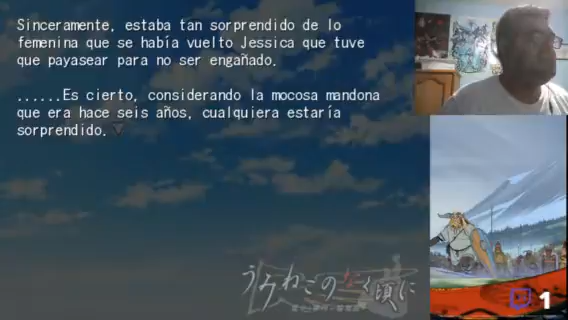 Sinceramente, estaba tan sorprendido de lo
femenina que se había vuelto Jessica que tuve
que payasear para no ser engañado.
......Es cierto, considerando la mocosa mandona
que era hace seis años, cualquiera estaría
sorprendido.
うみねこのなく頃に
1